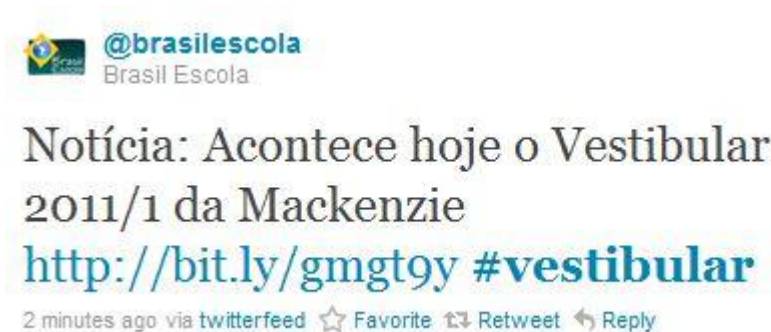 @brasilescola
Brasil Escola
Notícia: Acontece hoje o Vestibular
2011/1 da Mackenzie
http://bit.ly/gmgt9y #vestibular
2 minutes ago via twitterfeed Favorite Retweet Reply